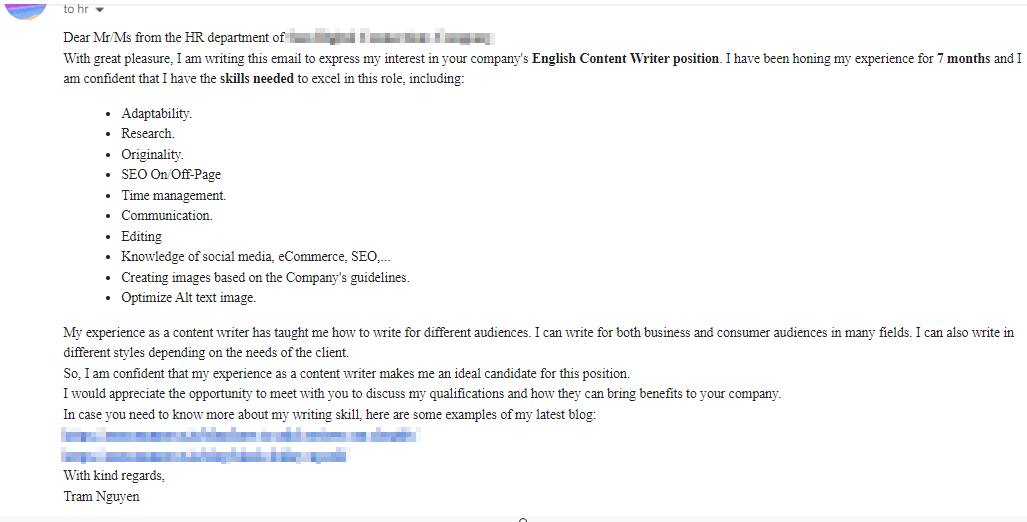 to hr
Dear Mr/Ms from the HR department of
With great pleasure, I am writing this email to express my interest in your company's English Content Writer position. I have been honing my experience for 7 months and I
am confident that I have the skills needed to excel in this role, including:
• Adaptability.
• Research.
• Originality.
• SEO On/Off-Page
• Time management.
• Communication.
• Editing
• Knowledge of social media, eCommerce, SEO,...
• Creating images based on the Company's guidelines.
• Optimize Alt text image.
My experience as a content writer has taught me how to write for different audiences. I can write for both business and consumer audiences in many fields. I can also write in
different styles depending on the needs of the client.
So, I am confident that my experience as a content writer makes me an ideal candidate for this position.
I would appreciate the opportunity to meet with you to discuss my qualifications and how they can bring benefits to your company.
In case you need to know more about my writing skill, here are some examples of my latest blog:
With kind regards,
Tram Nguyen